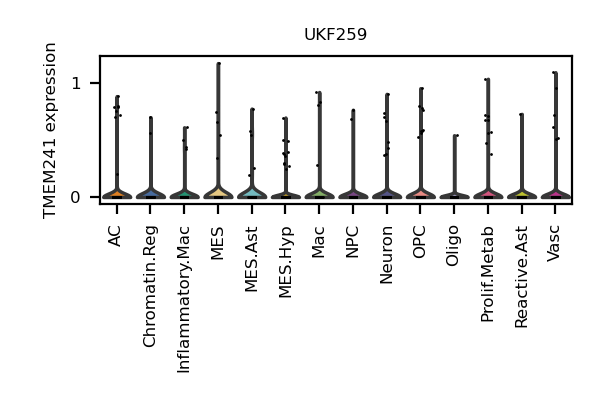 UKF259
TMEM241 expression
1
0
AC
Chromatin.Reg
Inflammatory.Mac
MES
MES.Ast
MES.Hyp
Mac
NPC
Neuron
OPC
Oligo
Prolif.Metab
Reactive.Ast
Vasc